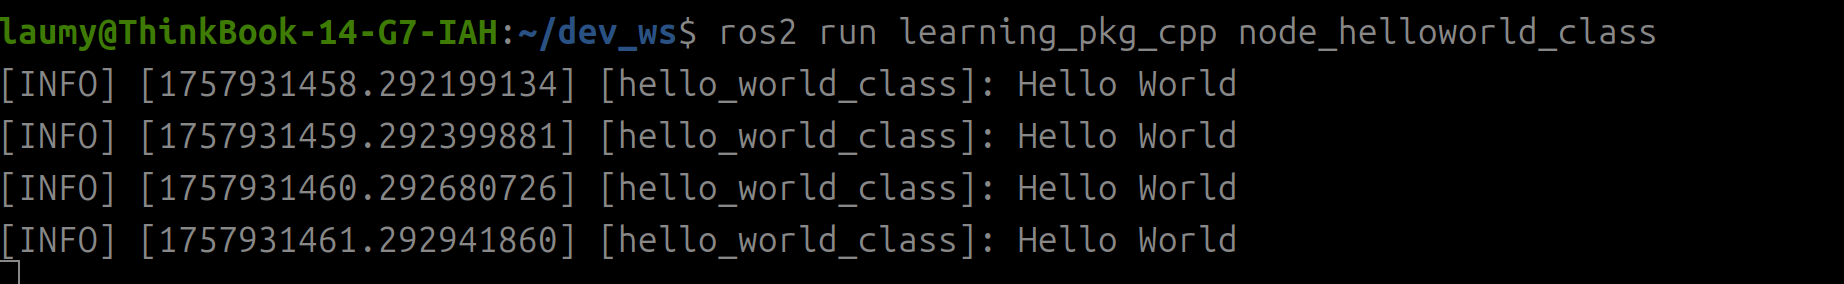 laumy@ThinkBook-14-G7-IAH:~/dev_ws$ ros2 run learning_pkg_cpp node_helloworld_class
[INFO] [1757931458.292199134] [hello_world_class]: Hello World
[INFO] [1757931459.292399881] [hello_world_class]: Hello World
[INFO] [1757931460.292680726] [hello_world_class]: Hello World
[INFO] [1757931461.292941860] [hello_world_class]: Hello World